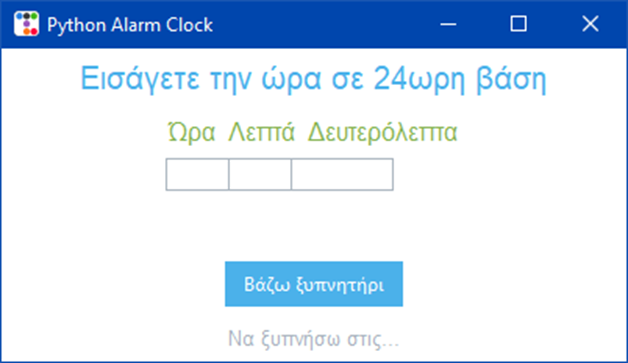 Python Alarm Clock
Εισάγετε την ώρα σε 24ωρη βάση
Ώρα Λεπτά Δευτερόλεπτα
Βάζω ξυπνητήρι
Να ξυπνήσω στις...